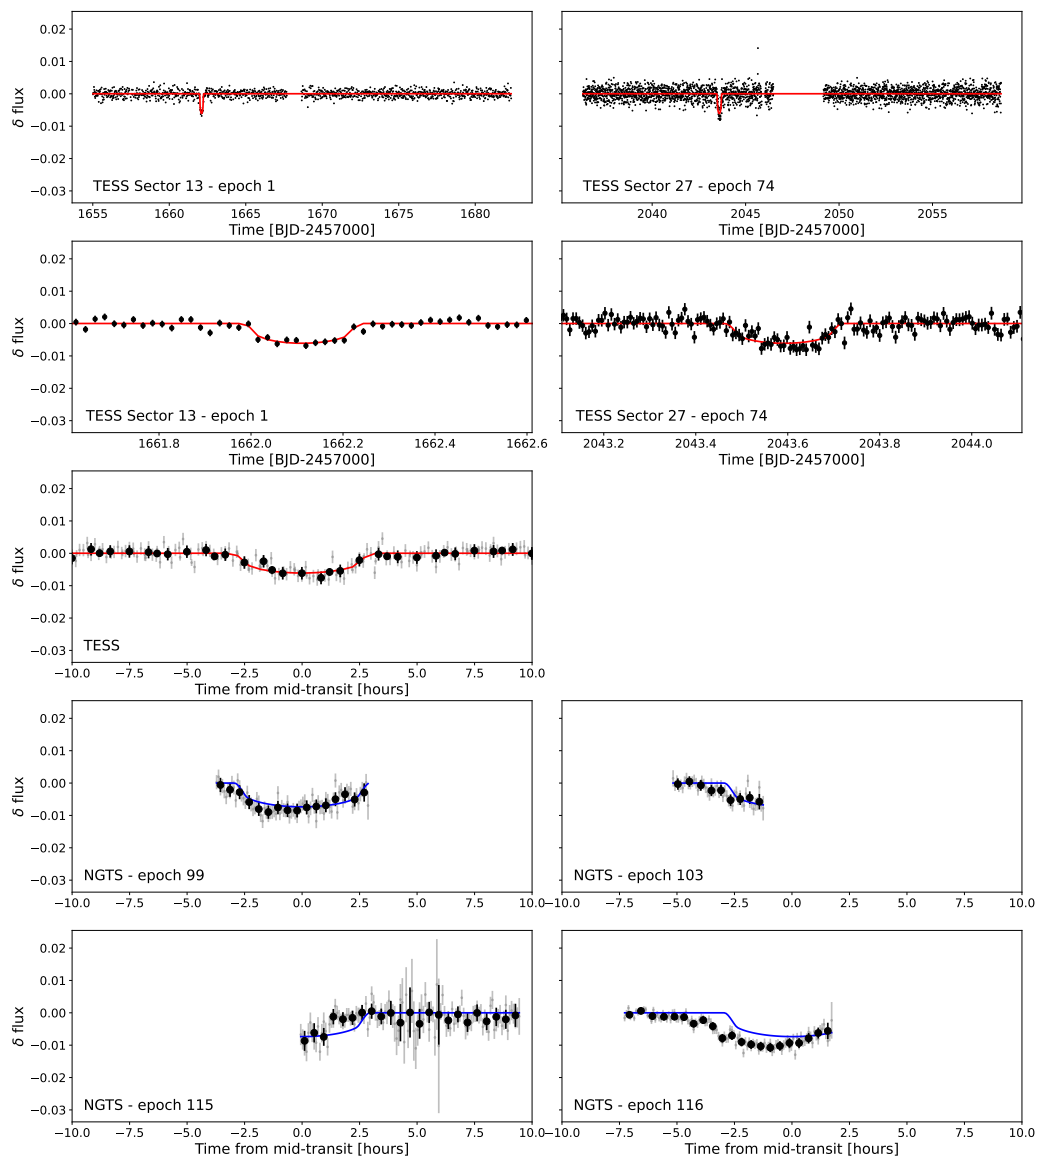 0.02
0.01
0.00
−0.01
−0.02
−0.03
δ flux
TESS Sector 13 - epoch 1
1655 1660 1665 1670 1675 1680
Time [BJD-2457000]
TESS Sector 27 - epoch 74
2040 2045 2050 2055
Time [BJD-2457000]
0.02
0.01
0.00
−0.01
−0.02
−0.03
δ flux
TESS Sector 13 - epoch 1
1661.8 1662.0 1662.2 1662.4 1662.6
Time [BJD-2457000]
TESS Sector 27 - epoch 74
2043.2 2043.4 2043.6 2043.8 2044.0
Time [BJD-2457000]
0.02
0.01
0.00
−0.01
−0.02
−0.03
δ flux
TESS
−10.0 −7.5 −5.0 −2.5 0.0 2.5 5.0 7.5 10.0
Time from mid-transit [hours]
0.02
0.01
0.00
−0.01
−0.02
−0.03
δ flux
NGTS - epoch 99
−10.0 −7.5 −5.0 −2.5 0.0 2.5 5.0 7.5 10.0
NGTS - epoch 103
−10.0 −7.5 −5.0 −2.5 0.0 2.5 5.0 7.5 10.0
0.02
0.01
0.00
−0.01
−0.02
−0.03
δ flux
NGTS - epoch 115
−10.0 −7.5 −5.0 −2.5 0.0 2.5 5.0 7.5 10.0
Time from mid-transit [hours]
NGTS - epoch 116
−10.0 −7.5 −5.0 −2.5 0.0 2.5 5.0 7.5 10.0
Time from mid-transit [hours]